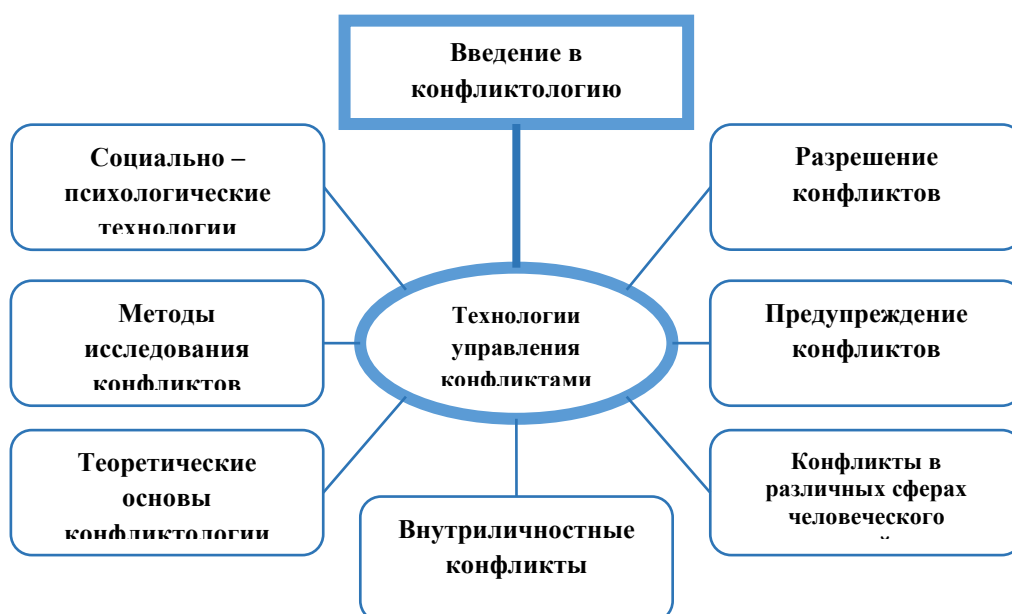 Введение в
конфликтологию
Социально –
психологические
технологии
Разрешение
конфликтов
Методы
исследования
конфликтов
Технологии
управления
конфликтами
Предупреждение
конфликтов
Теоретические
основы
конфликтологии
Внутриличностные
конфликты
Конфликты в
различных сферах
человеческого